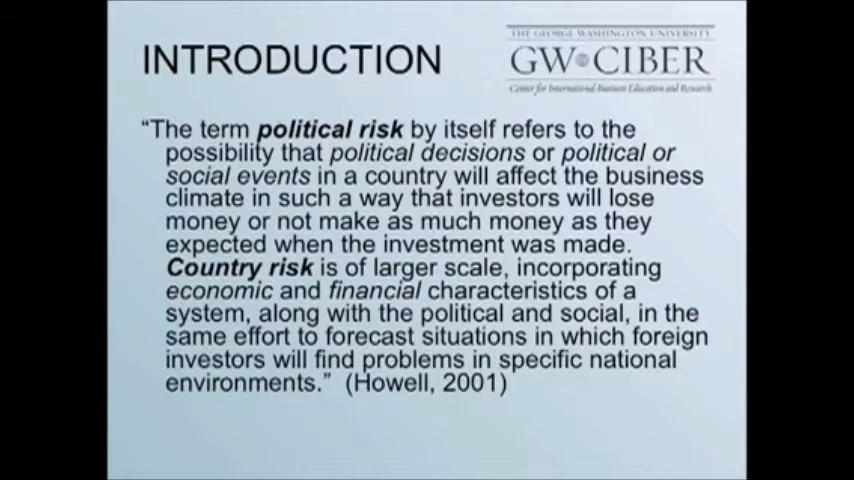 INTRODUCTION
THE GEORGE WASHINGTON UNIVERSITY
GW CIBER
Center for International Business Education and Research
“The term political risk by itself refers to the
possibility that political decisions or political or
social events in a country will affect the business
climate in such a way that investors will lose
money or not make as much money as they
expected when the investment was made.
Country risk is of larger scale, incorporating
economic and financial characteristics of a
system, along with the political and social, in the
same effort to forecast situations in which foreign
investors will find problems in specific national
environments.” (Howell, 2001)